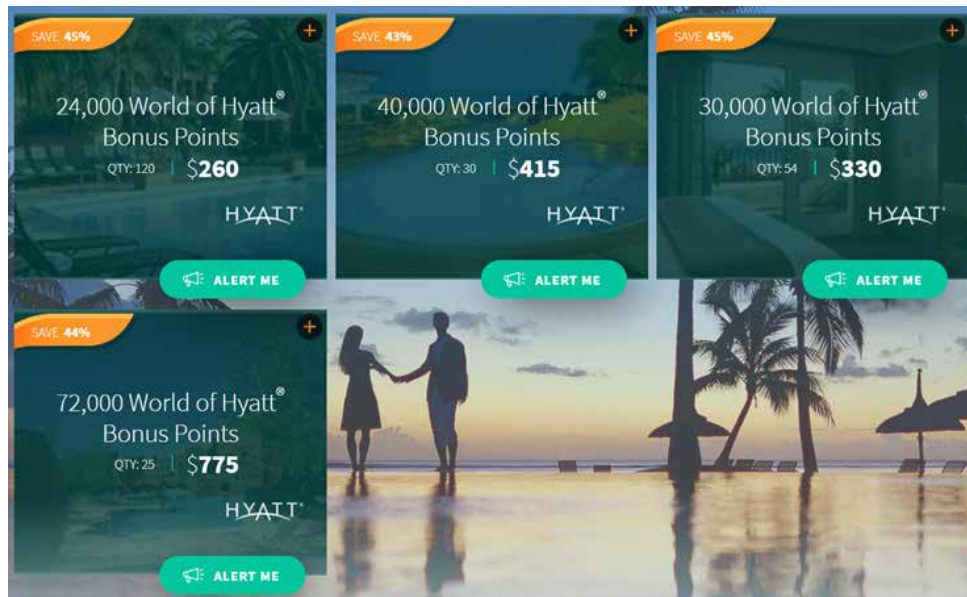 SAVE 45%
24,000 World of Hyatt®
Bonus Points
QTY: 120 | $260
HYATT®
ALERT ME
SAVE 43%
40,000 World of Hyatt®
Bonus Points
QTY: 30 | $415
HYATT®
ALERT ME
SAVE 45%
30,000 World of Hyatt®
Bonus Points
QTY: 54 | $330
HYATT®
ALERT ME
SAVE 44%
72,000 World of Hyatt®
Bonus Points
QTY: 25 | $775
HYATT®
ALERT ME